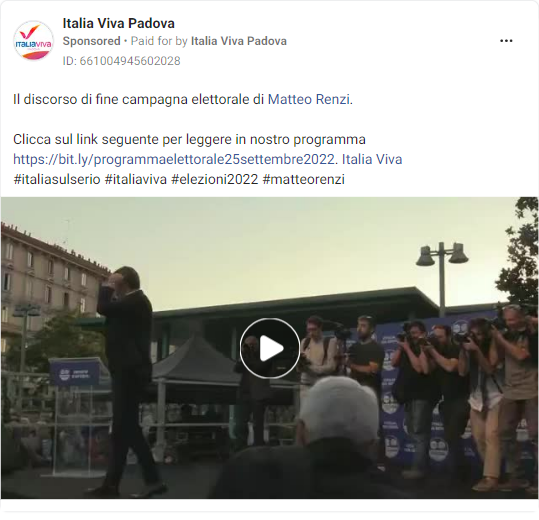 Italia Viva Padova
Sponsored • Paid for by Italia Viva Padova
ID: 661004945602028
ITALIAVIVA
Il discorso di fine campagna elettorale di Matteo Renzi.
Clicca sul link seguente per leggere in nostro programma
https://bit.ly/programmaelettorale25settembre2022. Italia Viva
#italiasulserio #italiaviva #elezioni2022 #matteorenzi